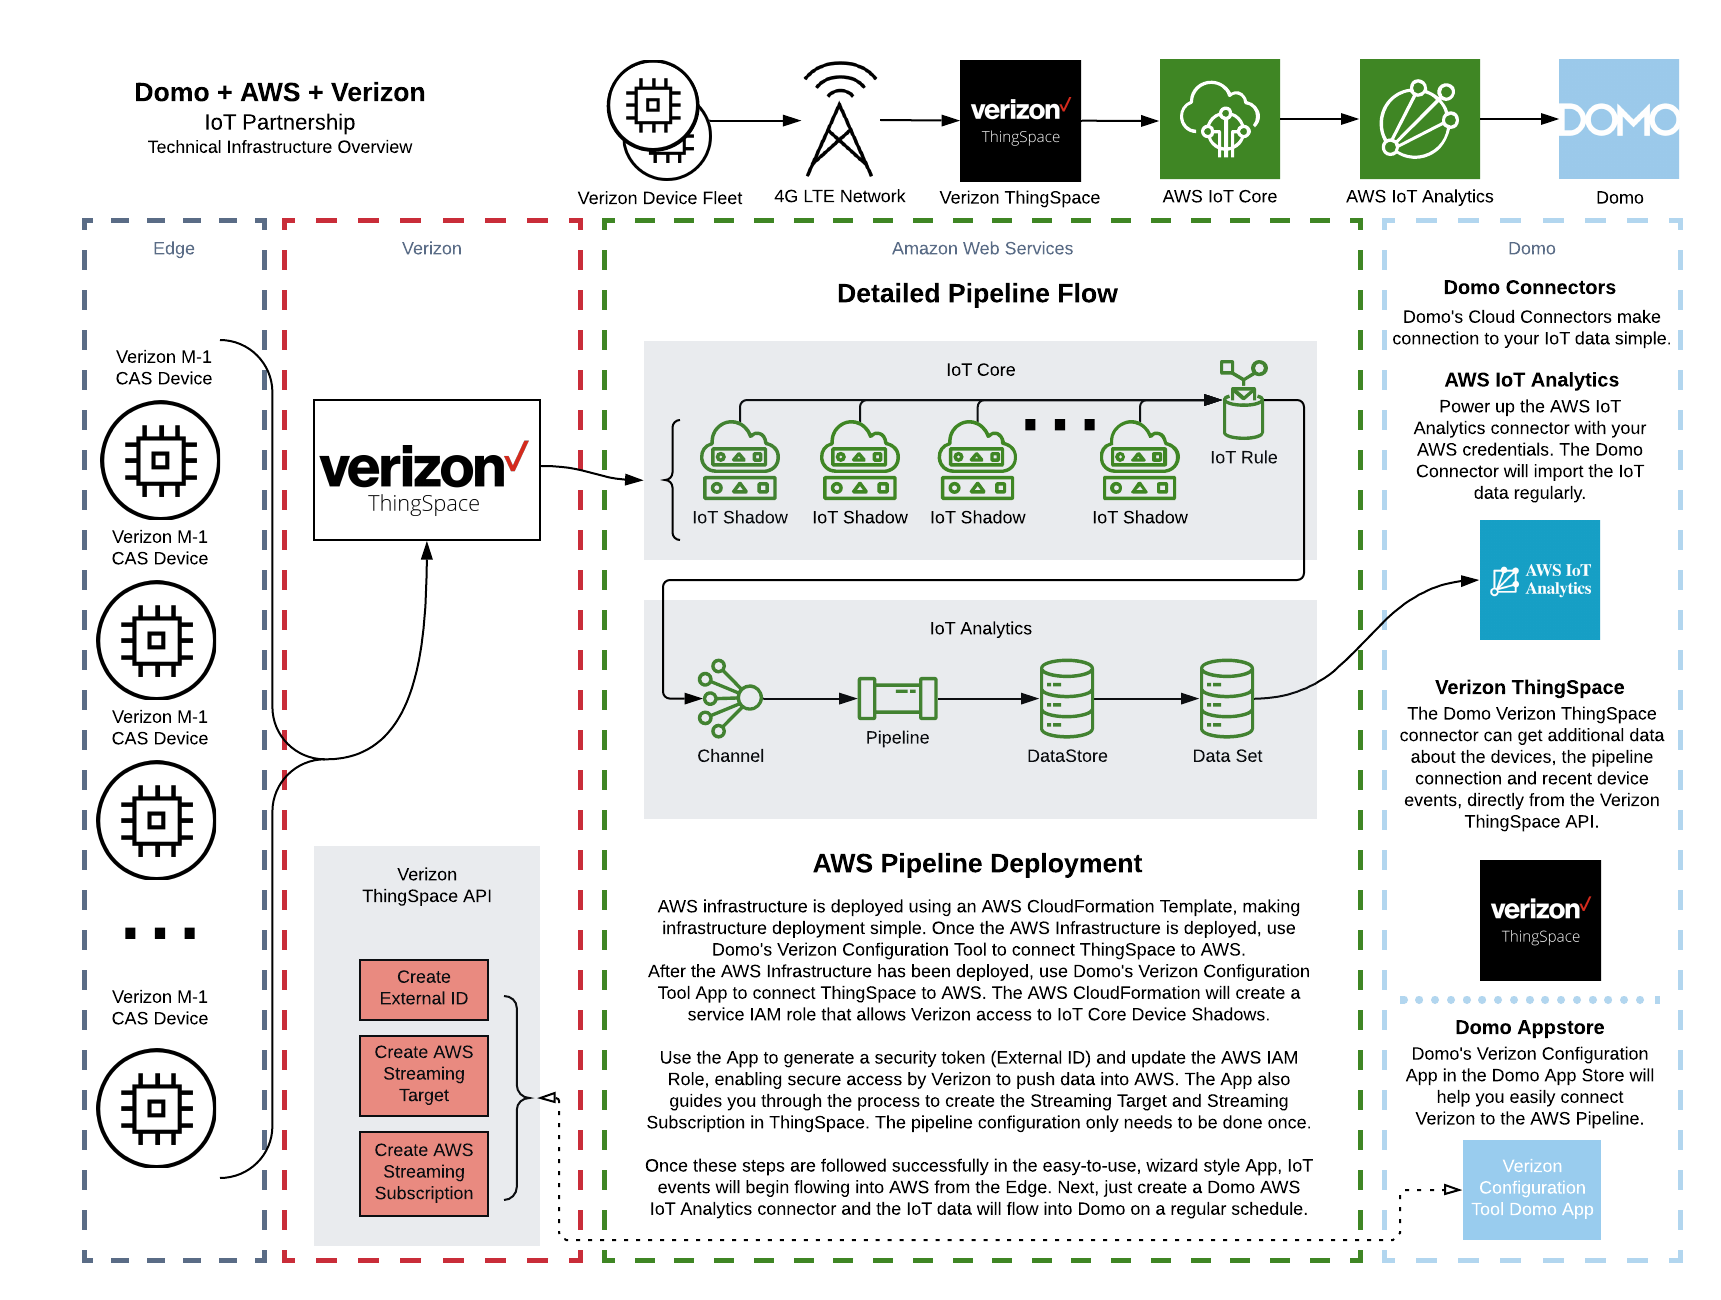 Domo + AWS + Verizon
IoT Partnership
Technical Infrastructure Overview
verizon
ThingSpace
DOMO
Verizon Device Fleet
4G LTE Network
Verizon ThingSpace
AWS IoT Core
AWS IoT Analytics
Domo
Edge
Verizon M-1
CAS Device
Verizon M-1
CAS Device
Verizon M-1
CAS Device
Verizon M-1
CAS Device
Verizon
verizon
ThingSpace
Verizon
ThingSpace API
Create
External ID
Create AWS
Streaming
Target
Create AWS
Streaming
Subscription
Amazon Web Services
Detailed Pipeline Flow
IoT Core
IoT Rule
IoT Shadow
IoT Shadow
IoT Shadow
IoT Shadow
IoT Analytics
Channel
Pipeline
DataStore
Data Set
AWS Pipeline Deployment
AWS infrastructure is deployed using an AWS CloudFormation Template, making
infrastructure deployment simple. Once the AWS Infrastructure is deployed, use
Domo's Verizon Configuration Tool to connect ThingSpace to AWS.
After the AWS Infrastructure has been deployed, use Domo's Verizon Configuration
Tool App to connect ThingSpace to AWS. The AWS CloudFormation will create a
service IAM role that allows Verizon access to IoT Core Device Shadows.
Use the App to generate a security token (External ID) and update the AWS IAM
Role, enabling secure access by Verizon to push data into AWS. The App also
guides you through the process to create the Streaming Target and Streaming
Subscription in ThingSpace. The pipeline configuration only needs to be done once.
Once these steps are followed successfully in the easy-to-use, wizard style App, IoT
events will begin flowing into AWS from the Edge. Next, just create a Domo AWS
IoT Analytics connector and the IoT data will flow into Domo on a regular schedule.
Domo
Domo Connectors
Domo's Cloud Connectors make
connection to your IoT data simple.
AWS IoT Analytics
Power up the AWS IoT
Analytics connector with your
AWS credentials. The Domo
Connector will import the IoT
data regularly.
AWS IoT
Analytics
Verizon ThingSpace
The Domo Verizon ThingSpace
connector can get additional data
about the devices, the pipeline
connection and recent device
events, directly from the Verizon
ThingSpace API.
verizon
ThingSpace
Domo Appstore
Domo's Verizon Configuration
App in the Domo App Store will
help you easily connect
Verizon to the AWS Pipeline.
Verizon
Configuration
Tool Domo App